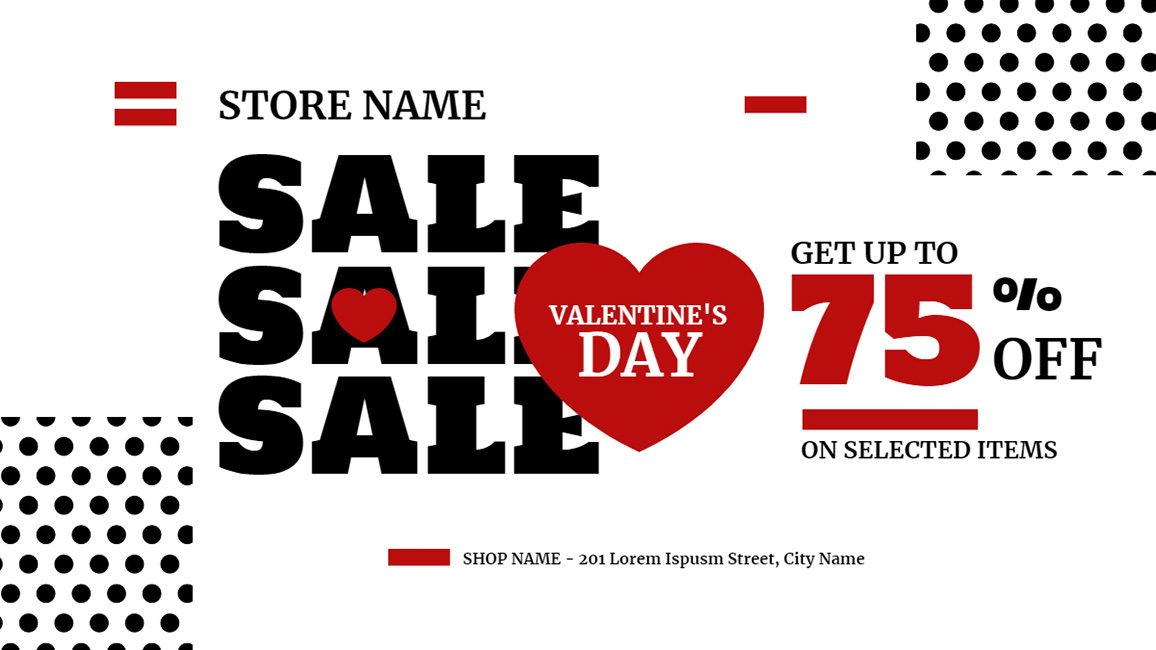 STORE NAME
SALE
SALE
SALE
VALENTINE'S
DAY
GET UP TO
75%
OFF
ON SELECTED ITEMS
SHOP NAME - 201 Lorem Ispusm Street, City Name